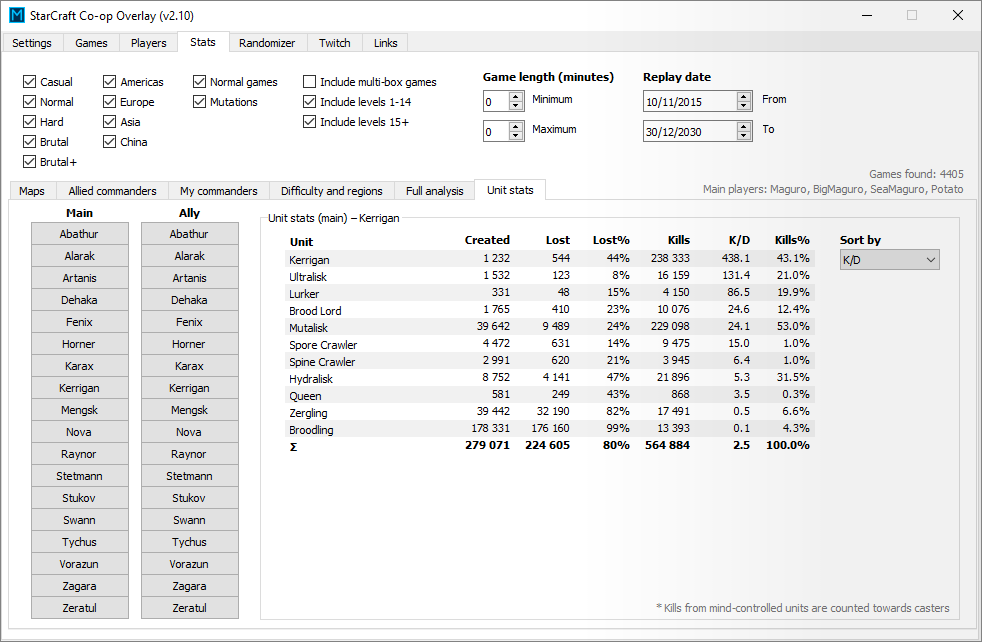 StarCraft Co-op Overlay (v2.10)
Settings Games Players Stats Randomizer Twitch Links
Casual Americas Normal games Include multi-box games Game length (minutes) Replay date
Normal Europe Mutations Include levels 1-14 0 Minimum 10/11/2015 From
Hard Asia Include levels 15+
Brutal China 0 Maximum 30/12/2030 To
Brutal+
Games found: 4405
Main players: Maguro, BigMaguro, SeaMaguro, Potato
Maps Allied commanders My commanders Difficulty and regions Full analysis Unit stats
Main Ally
Abathur Abathur
Alarak Alarak
Artanis Artanis
Dehaka Dehaka
Fenix Fenix
Horner Horner
Karax Karax
Kerrigan Kerrigan
Mengsk Mengsk
Nova Nova
Raynor Raynor
Stetmann Stetmann
Stukov Stukov
Swann Swann
Tychus Tychus
Vorazun Vorazun
Zagara Zagara
Zeratul Zeratul
Unit stats (main) – Kerrigan
Unit Created Lost Lost% Kills K/D Kills%
Kerrigan 1 232 544 44% 238 333 438.1 43.1%
Ultralisk 1 532 123 8% 16 159 131.4 21.0%
Lurker 331 48 15% 4 150 86.5 19.9%
Brood Lord 1 765 410 23% 10 076 24.6 12.4%
Mutalisk 39 642 9 489 24% 229 098 24.1 53.0%
Spore Crawler 4 472 631 14% 9 475 15.0 1.0%
Spine Crawler 2 991 620 21% 3 945 6.4 1.0%
Hydralisk 8 752 4 141 47% 21 896 5.3 31.5%
Queen 581 249 43% 868 3.5 0.3%
Zergling 39 442 32 190 82% 17 491 0.5 6.6%
Broodling 178 331 176 160 99% 13 393 0.1 4.3%
Σ 279 071 224 605 80% 564 884 2.5 100.0%
Sort by
K/D
* Kills from mind-controlled units are counted towards casters